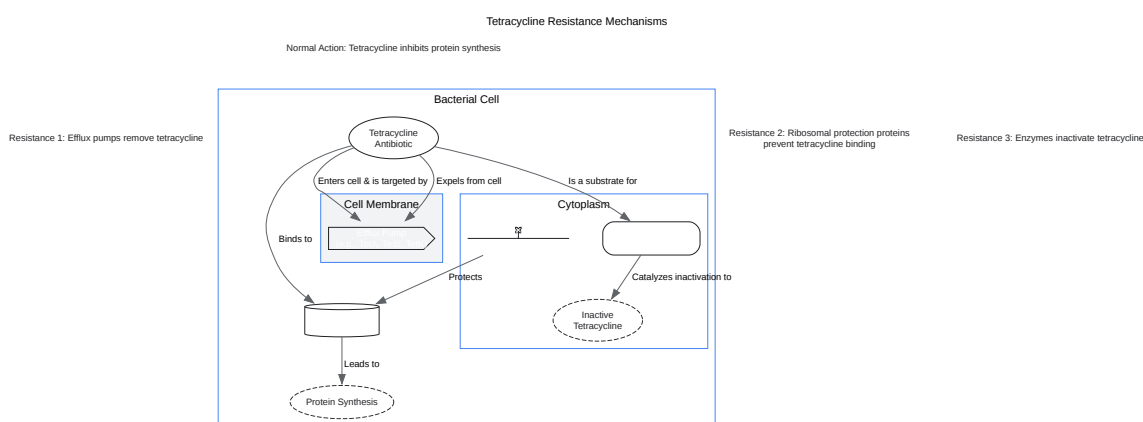 Tetracycline Resistance Mechanisms
Normal Action: Tetracycline inhibits protein synthesis
Bacterial Cell
Resistance 1: Efflux pumps remove tetracycline
Tetracycline
Antibiotic
Resistance 2: Ribosomal protection proteins
prevent tetracycline binding
Resistance 3: Enzymes inactivate tetracycline
Enters cell & is targeted by
Expels from cell
Is a substrate for
Cell Membrane
Cytoplasm
Binds to
Protects
Catalyzes inactivation to
Inactive
Tetracycline
Leads to
Protein Synthesis